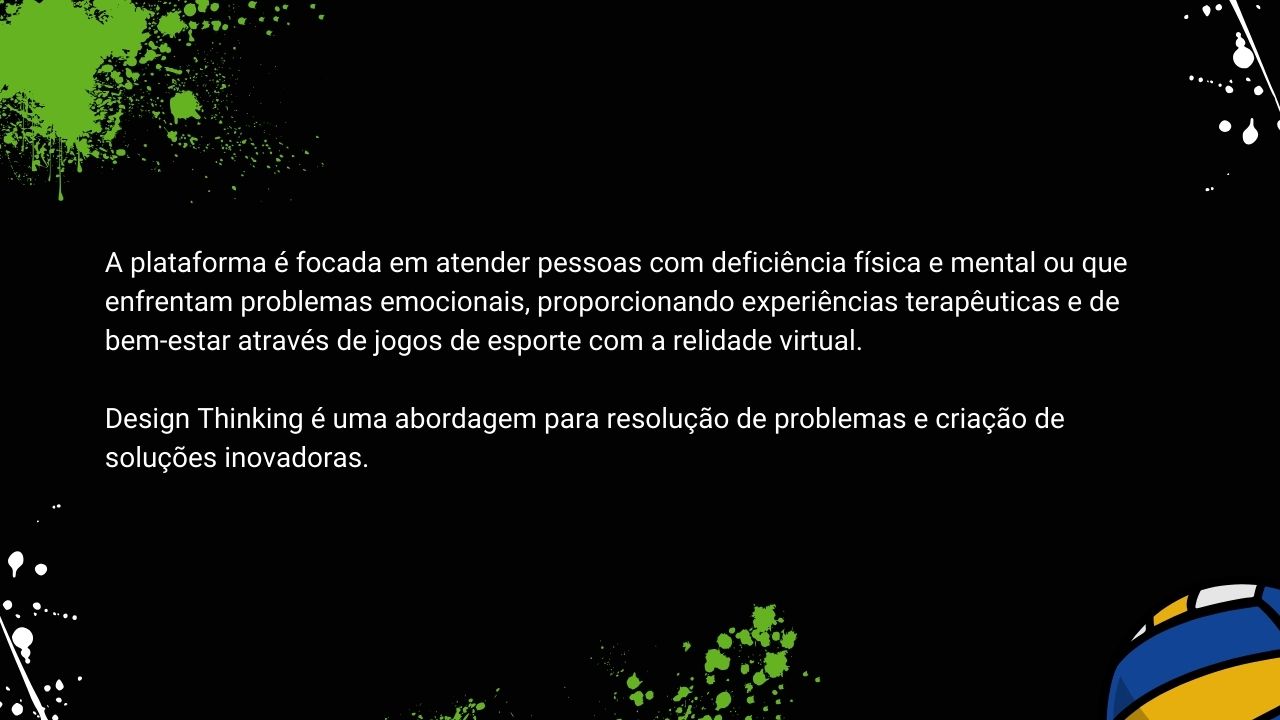 A plataforma é focada em atender pessoas com deficiência física e mental ou que
enfrentam problemas emocionais, proporcionando experiências terapêuticas e de
bem-estar através de jogos de esporte com a relidade virtual.
Design Thinking é uma abordagem para resolução de problemas e criação de
soluções inovadoras.